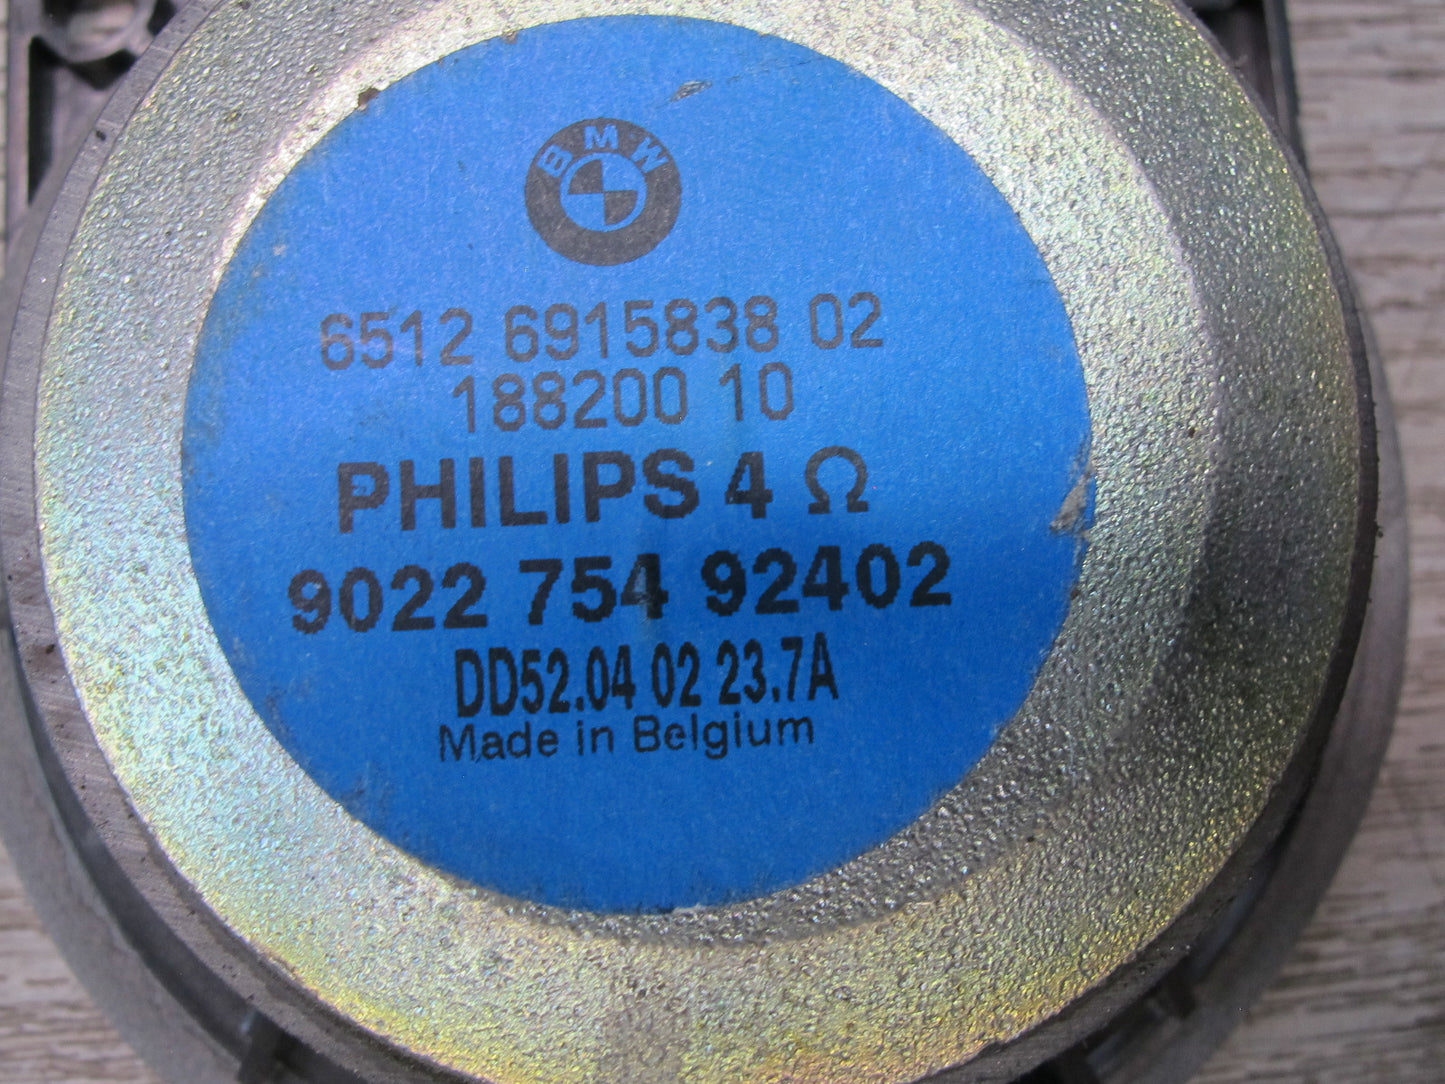 BMW
6512 6915838 02
188200 10
PHILIPS 4 Ω
9022 754 92402
DD52.04 02 23.7A
Made in Belgium